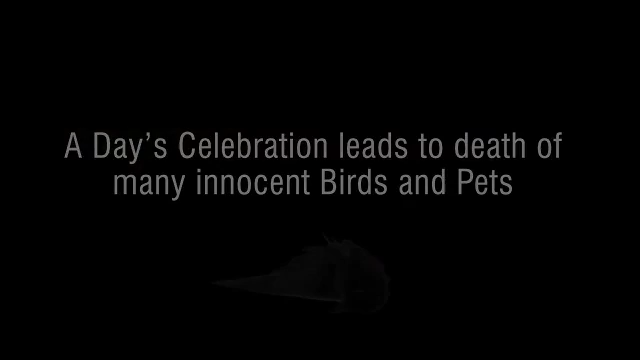 A Day's Celebration leads to death of
many innocent Birds and Pets